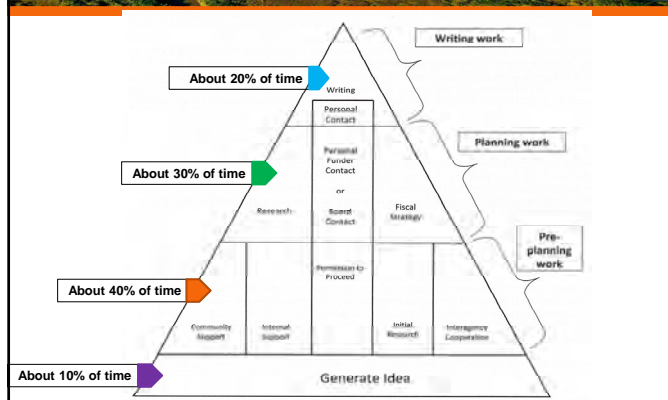 Writing work
About 20% of time
Writing
Personal
Contact
Planning work
Personal
Funder
Contact
or
Board
Contact
About 30% of time
Research
Fiscal
Strategy
Pre-
planning
work
Permission to
Proceed
About 40% of time
Community
Support
Internal
Support
Initial
Research
Interagency
Cooperation
About 10% of time
Generate Idea